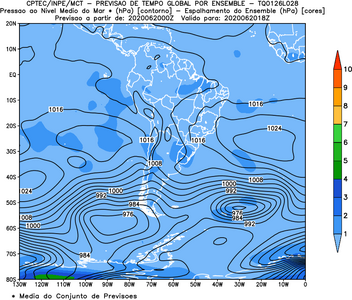 CPTEC/INPE/MCT - PREVISAO DE TEMPO GLOBAL POR ENSEMBLE - TQ0126L028
Pressao ao Nivel Medio do Mar • (hPa) [contorno] - Espalhamento do Ensemble (hPa) [cores]
Previsao a partir de: 2020062000Z Valido para: 2020062018Z
20N
10N
EQ
10S
20S
30S
40S
50S
60S
70S
80S
130W 120W 110W 100W 90W 80W 70W 60W 50W 40W 30W 20W 10W 0
1016
1016
1016
1016
1024
1008
1008
1000
1000
992
992
984
976
976
984
992
1000
984
024
008
10
9
8
7
6
5
4
3
2
1
• Media do Conjunto de Previsoes